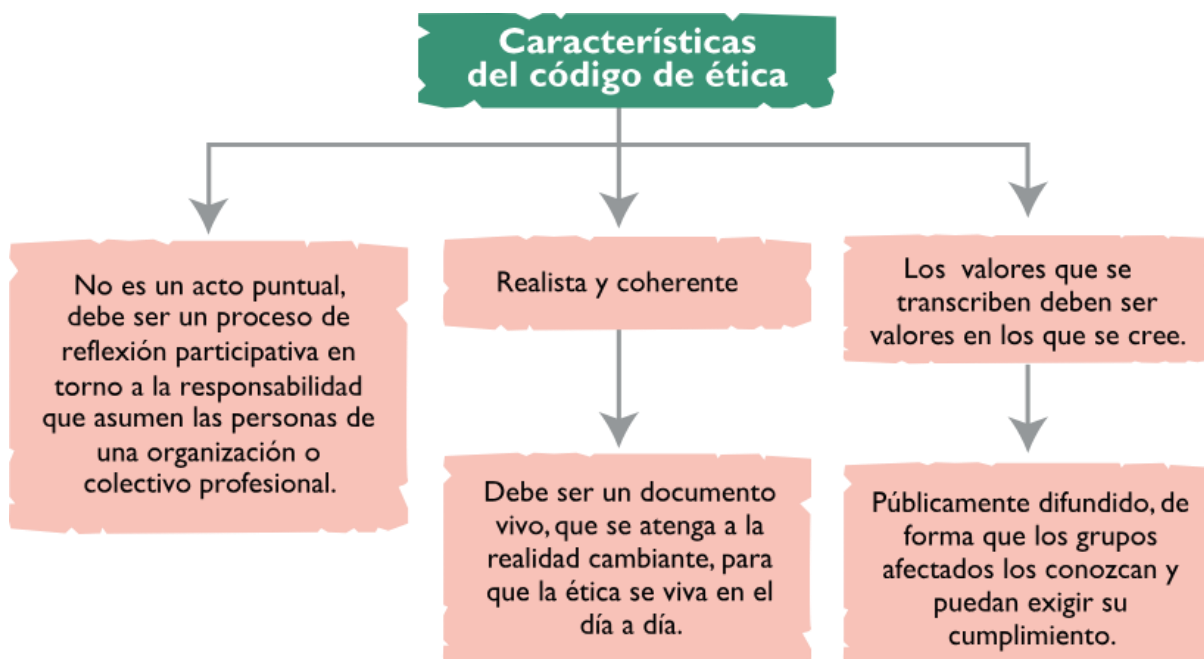 Características
del código de ética
No es un acto puntual,
debe ser un proceso de
reflexión participativa en
torno a la responsabilidad
que asumen las personas de
una organización o
colectivo profesional.
Realista y coherente
Debe ser un documento
vivo, que se atenga a la
realidad cambiante, para
que la ética se viva en el
día a día.
Los valores que se
transcriben deben ser
valores en los que se cree.
Públicamente difundido, de
forma que los grupos
afectados los conozcan y
puedan exigir su
cumplimiento.